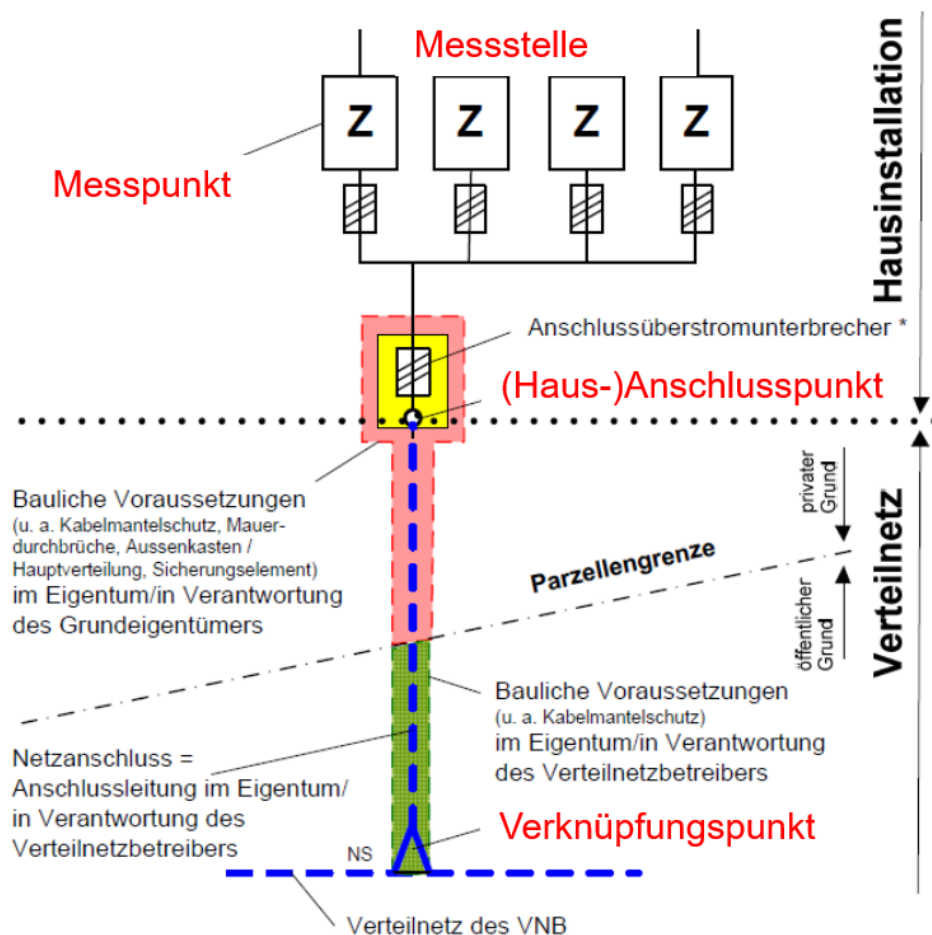 Messstelle
Z Z Z Z
Messpunkt
Hausinstallation
Anschlussüberstromunterbrecher *
(Haus-)Anschlusspunkt
Bauliche Voraussetzungen
(u. a. Kabelmantelschutz, Mauer-
durchbrüche, Aussenkasten /
Hauptverteilung, Sicherungselement)
im Eigentum/in Verantwortung
des Grundeigentümers
privater
Grund
Parzellengrenze
öffentlicher
Grund
Verteilnetz
Bauliche Voraussetzungen
(u. a. Kabelmantelschutz)
im Eigentum/in Verantwortung
des Verteilnetzbetreibers
Netzanschluss =
Anschlussleitung im Eigentum/
in Verantwortung des
Verteilnetzbetreibers
Verknüpfungspunkt
NS
Verteilnetz des VNB